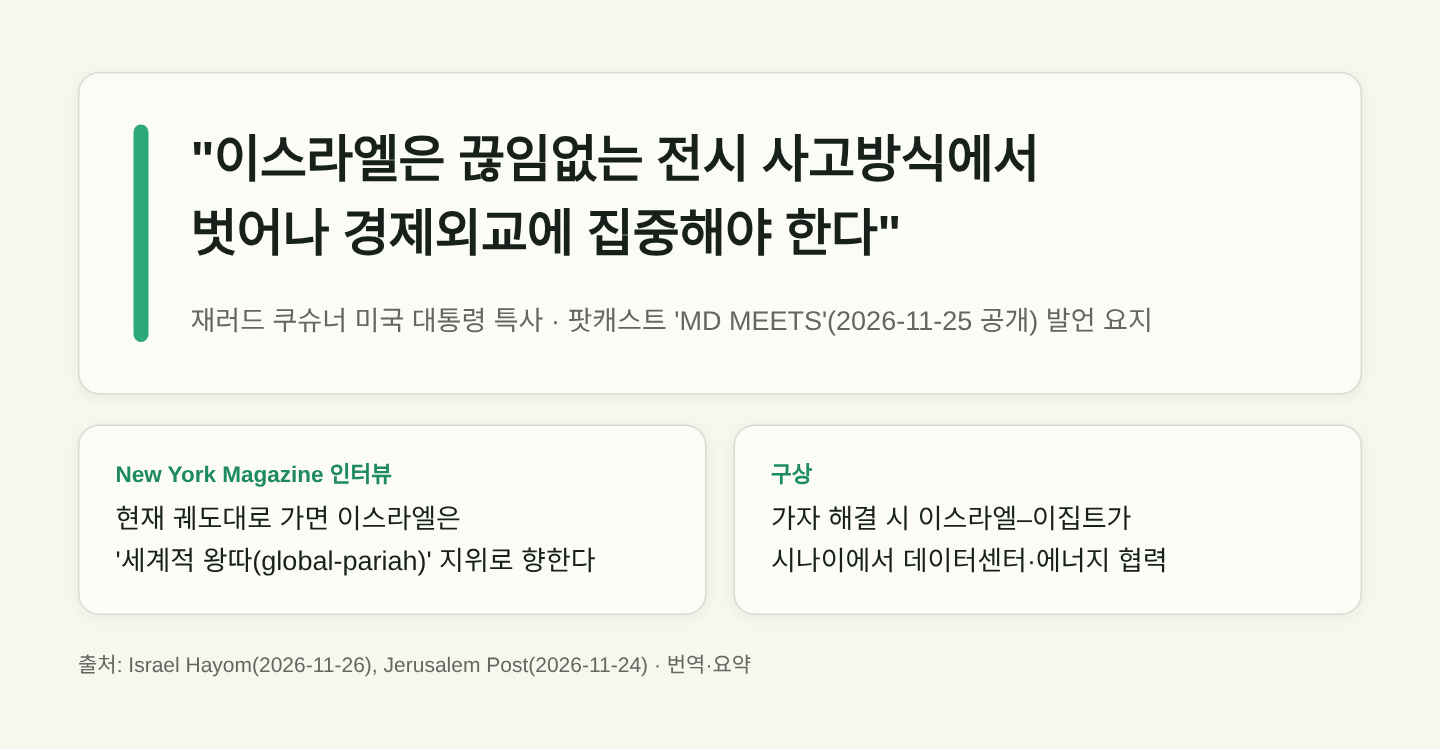 "이스라엘은 끊임없는 전시 사고방식에서
벗어나 경제외교에 집중해야 한다"
재러드 쿠슈너 미국 대통령 특사 · 팟캐스트 'MD MEETS'(2026-11-25 공개) 발언 요지
New York Magazine 인터뷰
현재 궤도대로 가면 이스라엘은
'세계적 왕따(global-pariah)' 지위로 향한다
구상
가자 해결 시 이스라엘–이집트가
시나이에서 데이터센터·에너지 협력
출처: Israel Hayom(2026-11-26), Jerusalem Post(2026-11-24) · 번역·요약